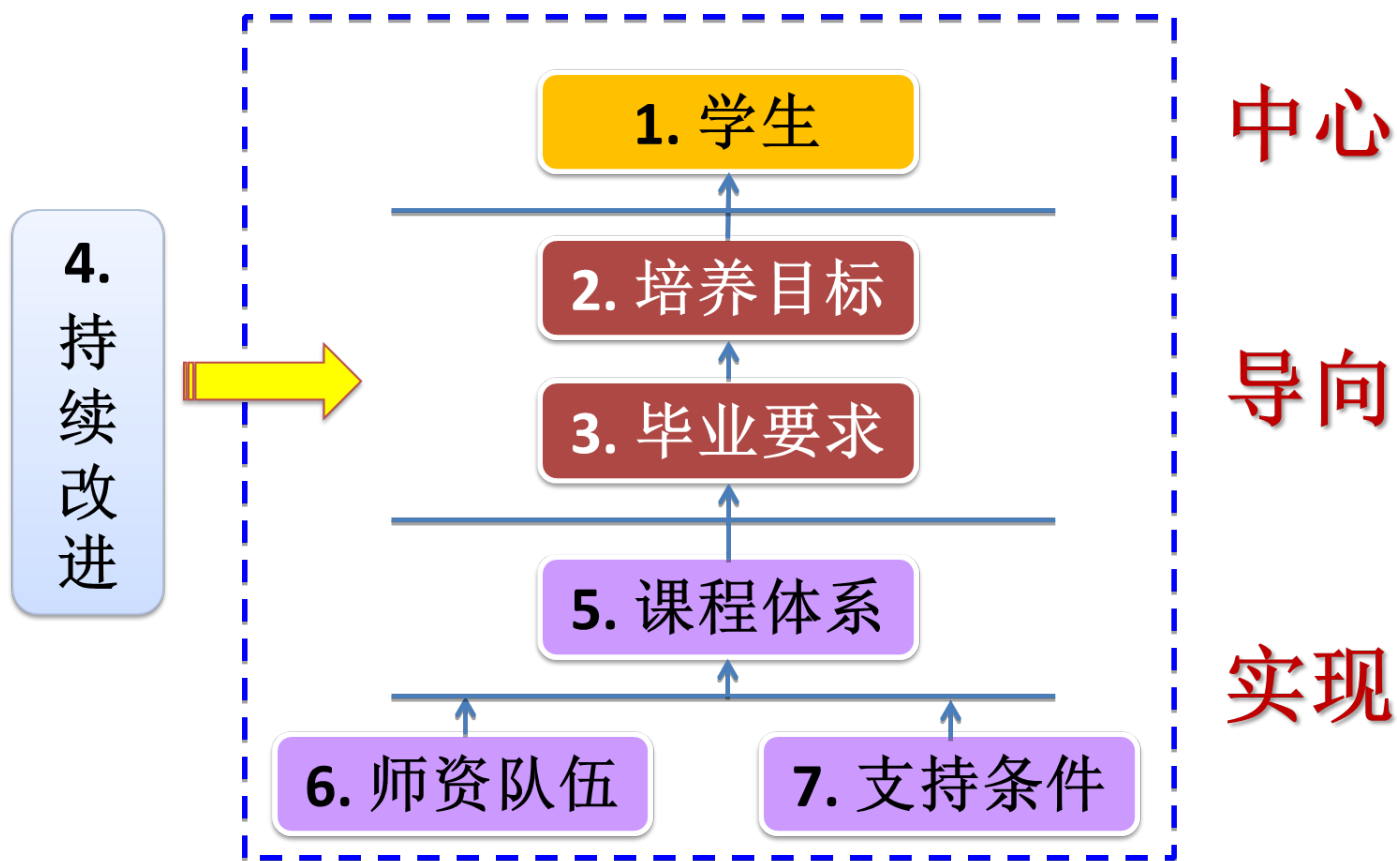 1. 学生
中心
4.
持
续
改
进
2. 培养目标
3. 毕业要求
导向
5. 课程体系
实现
6. 师资队伍
7. 支持条件